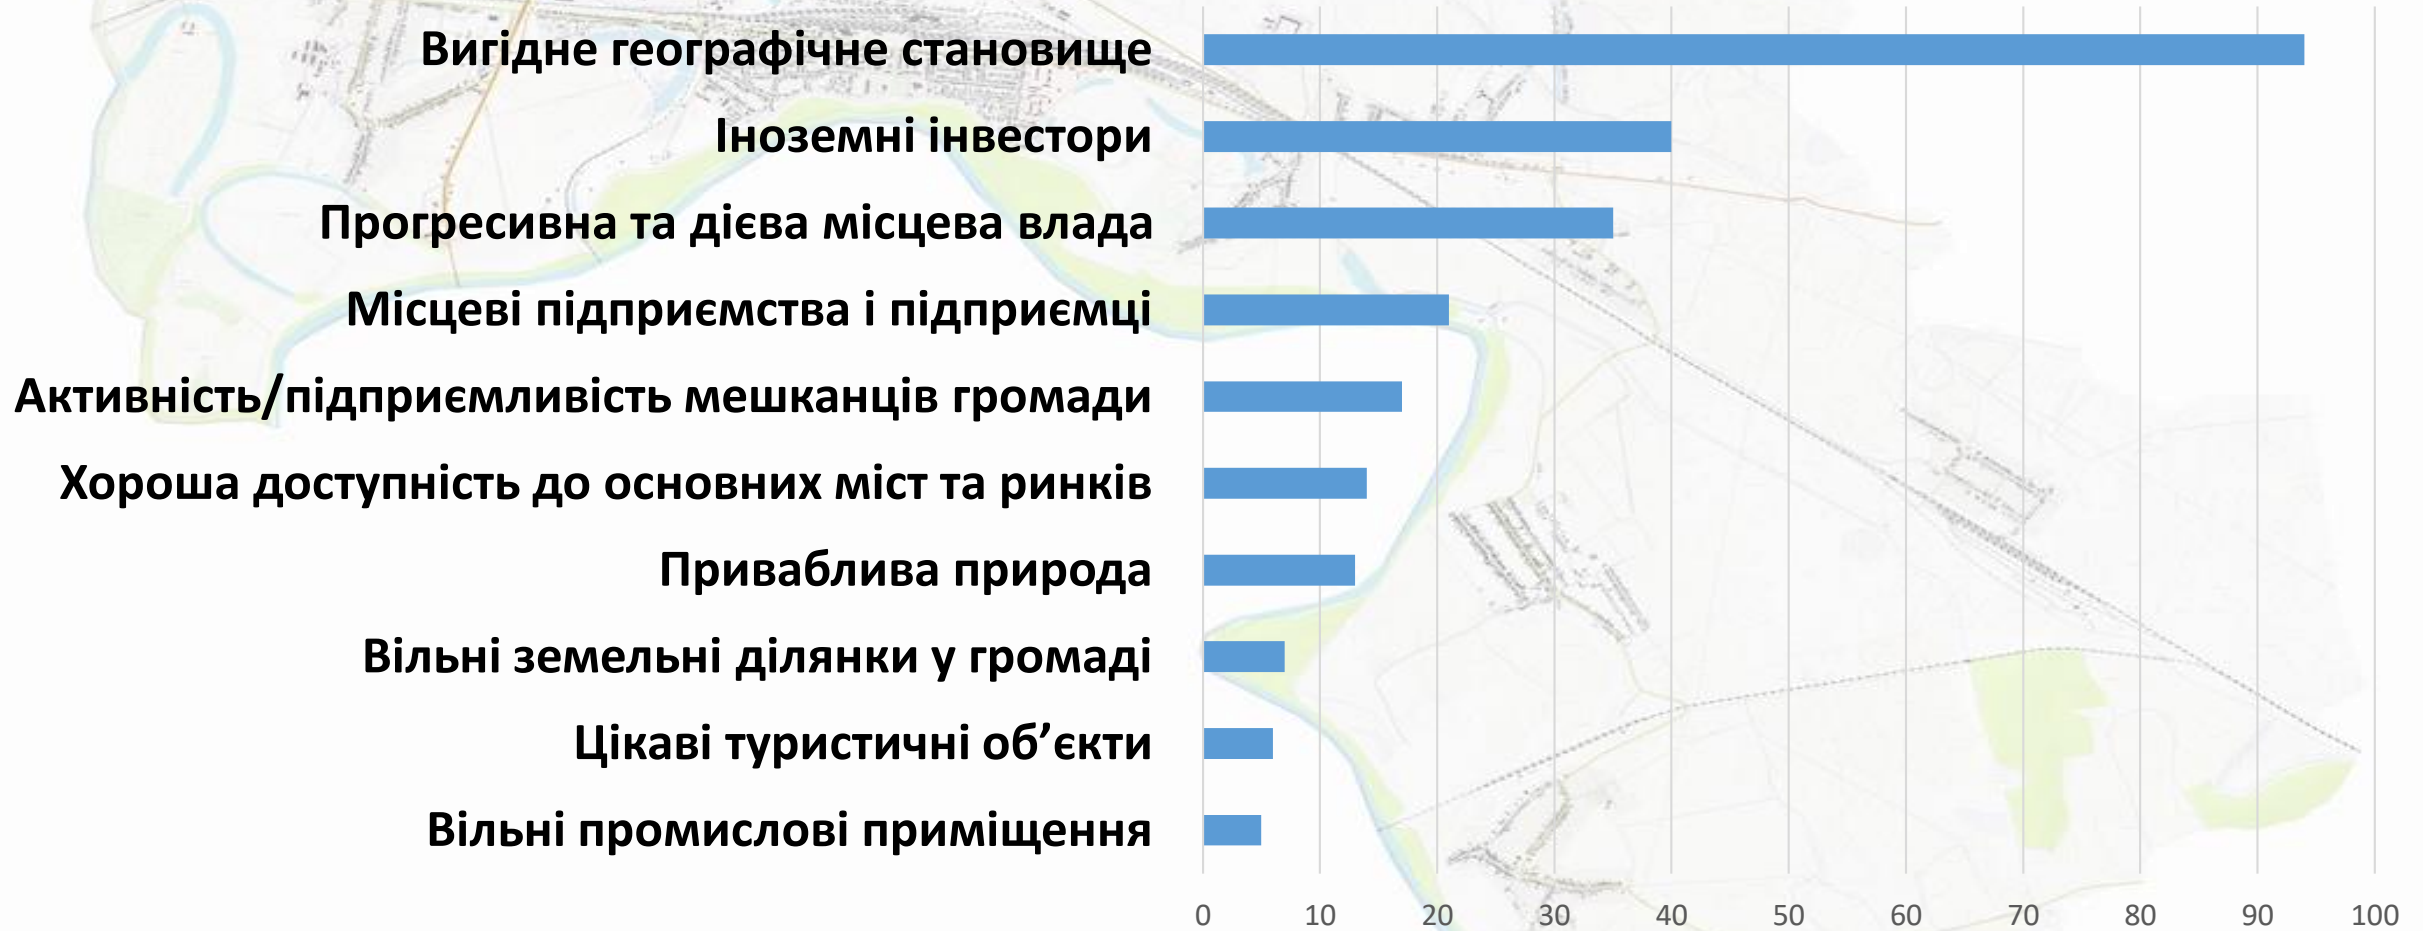 Вигідне географічне становище
Іноземні інвестори
Прогресивна та дієва місцева влада
Місцеві підприємства і підприємці
Активність/підприємливість мешканців громади
Хороша доступність до основних міст та ринків
Приваблива природа
Вільні земельні ділянки у громаді
Цікаві туристичні об’єкти
Вільні промислові приміщення
0 10 20 30 40 50 60 70 80 90 100